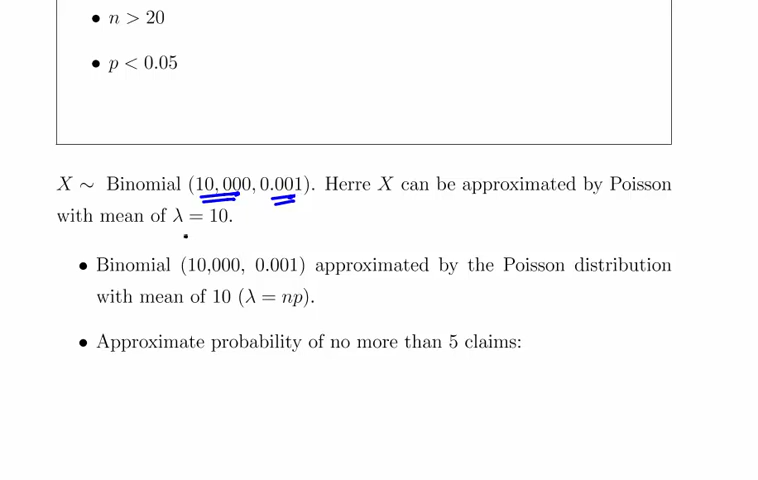 • n > 20
• p < 0.05
X ∼ Binomial (10,000, 0.001). Herre X can be approximated by Poisson
with mean of λ = 10.
• Binomial (10,000, 0.001) approximated by the Poisson distribution
with mean of 10 (λ = np).
• Approximate probability of no more than 5 claims: